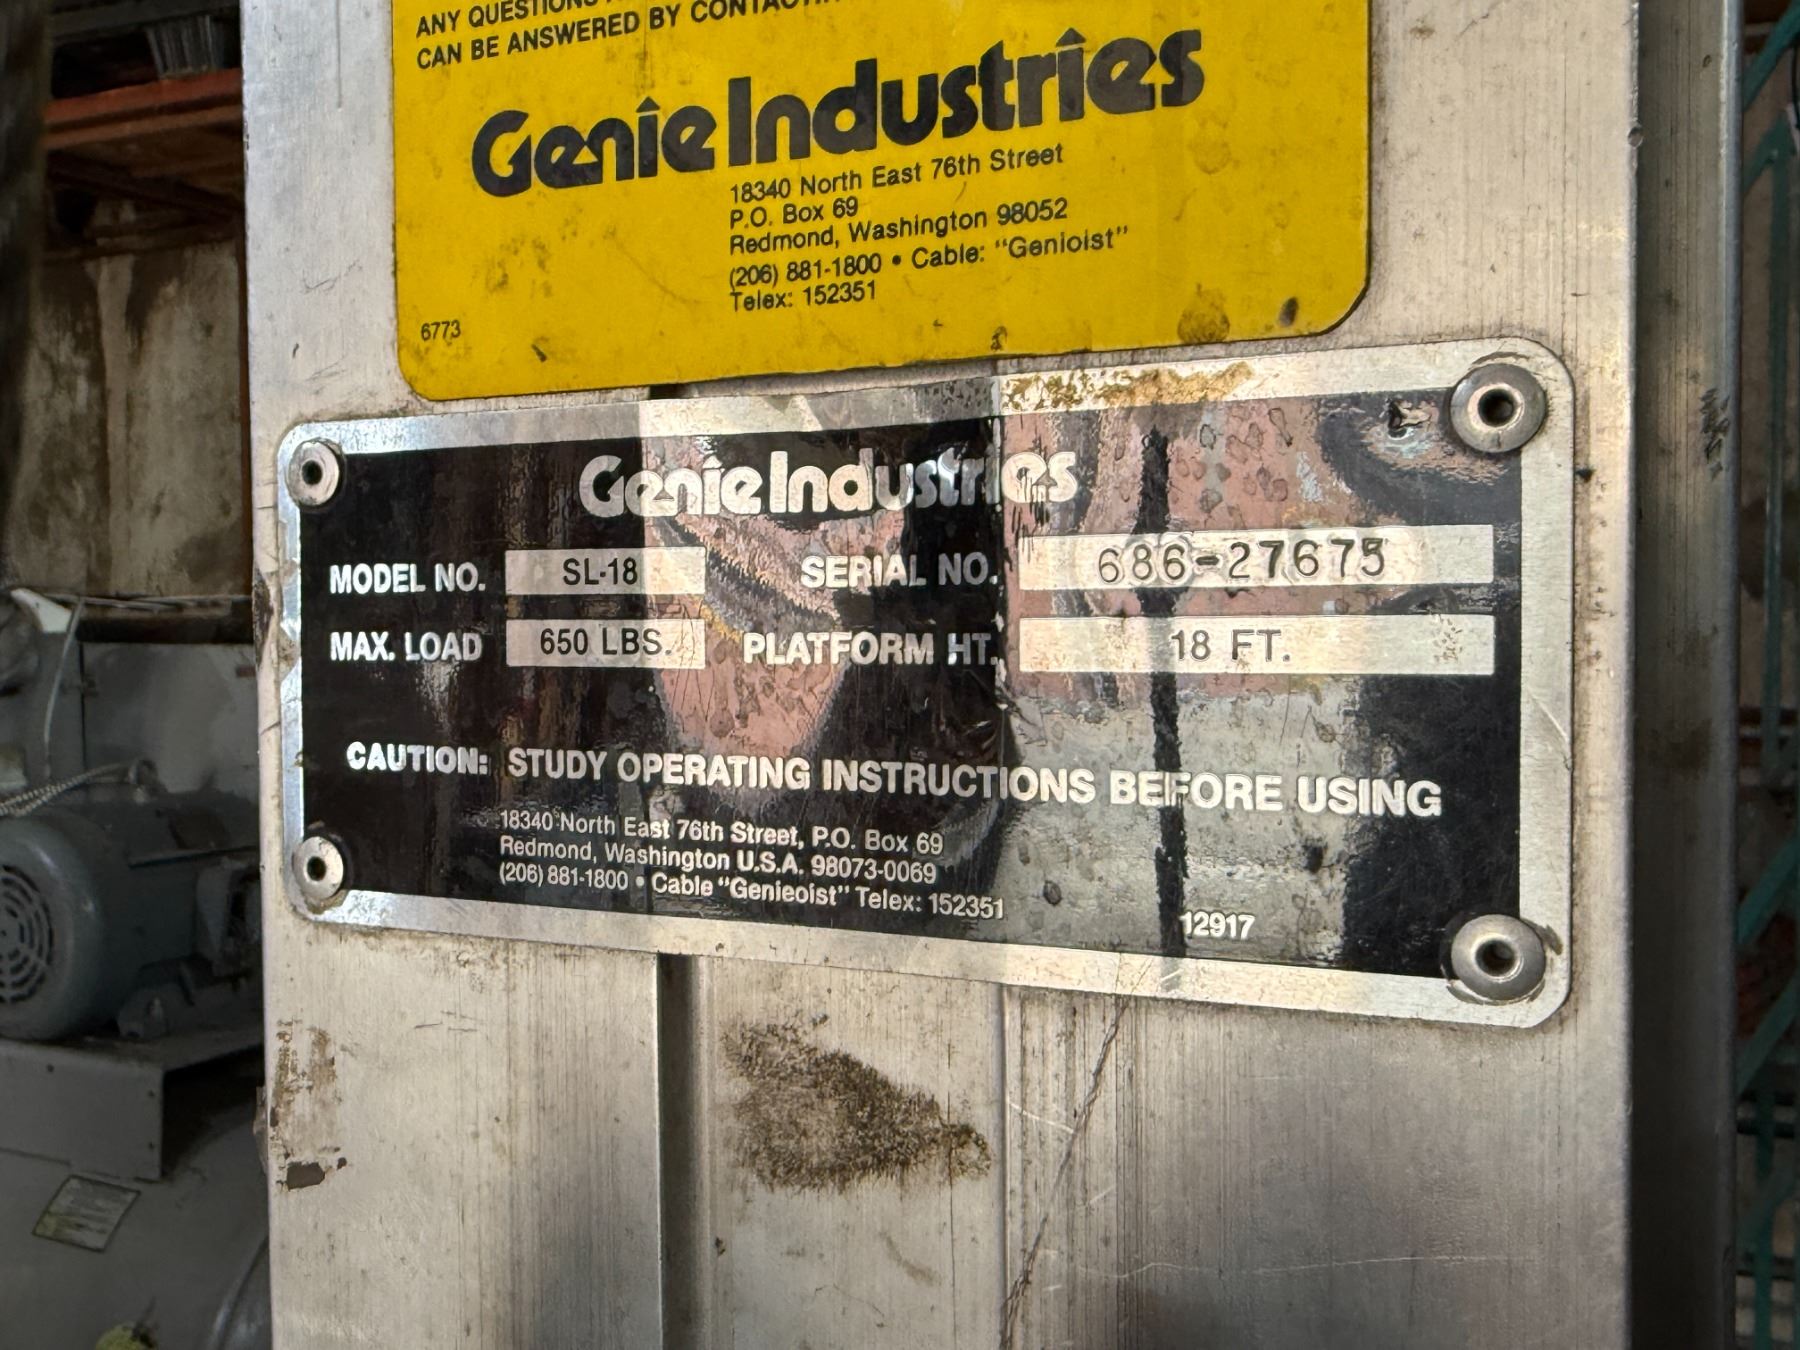 ANY QUESTIONS
CAN BE ANSWERED BY
Genie Industries
18340 North East 76th Street
P.O. Box 69
Redmond, Washington 98052
(206) 881-1800 • Cable: "Genioist"
Telex: 152351
6773
Genie Industries
MODEL NO. SL-18 SERIAL NO. 686-27675
MAX. LOAD 650 LBS. PLATFORM HT. 18 FT.
CAUTION: STUDY OPERATING INSTRUCTIONS BEFORE USING
18340 North East 76th Street, P.O. Box 69
Redmond, Washington U.S.A. 98073-0069
(206) 881-1800 • Cable "Genieoist" Telex: 152351
12917